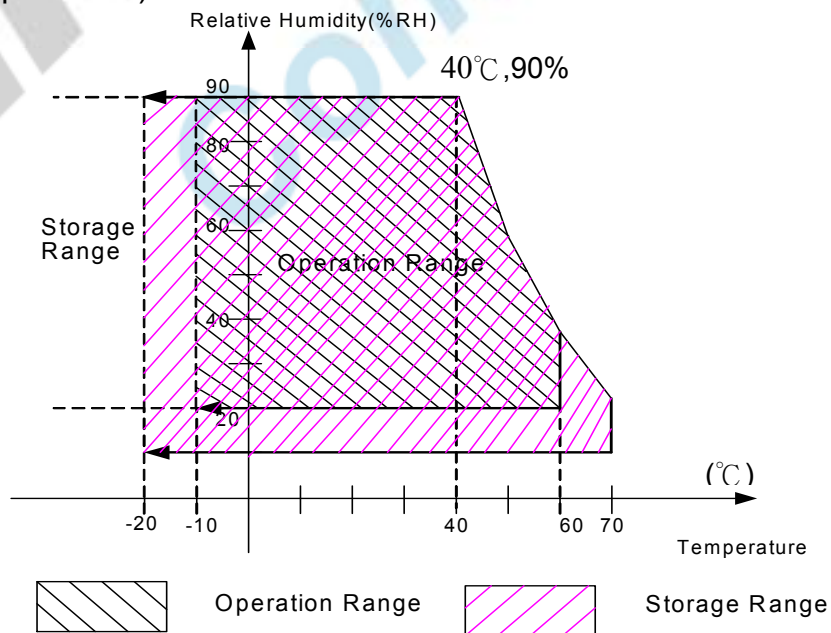 Relative Humidity(%RH)
40℃,90%
90
80
Storage
Range
60
Operation Range
40
20
(℃)
-20 -10 40 60 70
Temperature
Operation Range Storage Range